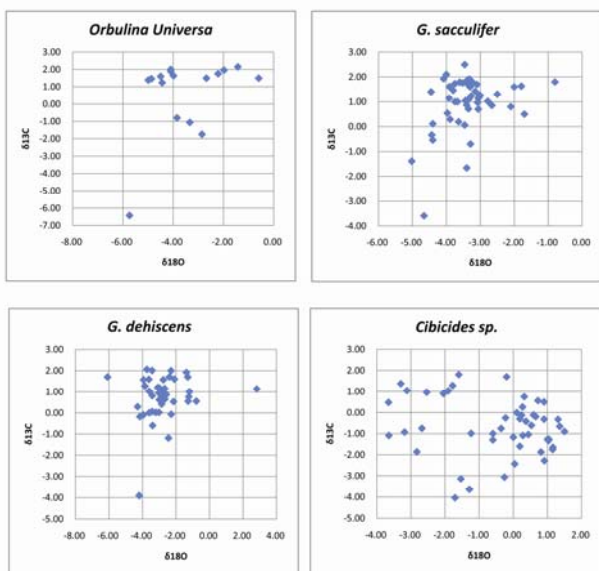 Orbulina Universa
3.00
2.00
1.00
0.00
-1.00
-2.00
-3.00
-4.00
-5.00
-6.00
-7.00
δ13C
-8.00 -6.00 -4.00 -2.00 0.00
δ18O
G. sacculifer
3.00
2.00
1.00
0.00
-1.00
-2.00
-3.00
-4.00
δ13C
-6.00 -5.00 -4.00 -3.00 -2.00 -1.00 0.00
δ18O
G. dehiscens
3.00
2.00
1.00
0.00
-1.00
-2.00
-3.00
-4.00
-5.00
δ13C
-8.00 -6.00 -4.00 -2.00 0.00 2.00 4.00
δ18O
Cibicides sp.
3.00
2.00
1.00
0.00
-1.00
-2.00
-3.00
-4.00
-5.00
δ13C
-4.00 -3.00 -2.00 -1.00 0.00 1.00 2.00
δ18O